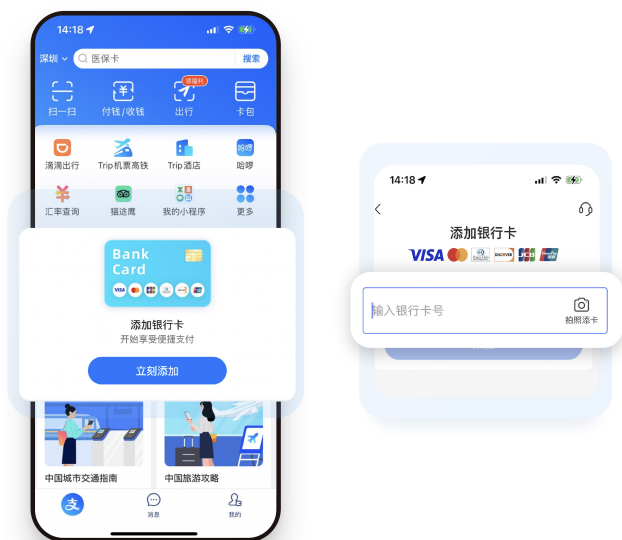 14:18
深圳
医保卡
搜索
领福利
扫一扫
付钱/收钱
出行
卡包
滴滴出行
Trip机票高铁
Trip酒店
哈啰
哈啰
汇率查询
猫途鹰
我的小程序
更多
Bank
Card
VISA
添加银行卡
开始享受便捷支付
立刻添加
中国城市交通指南
中国旅游攻略
支
消息
我的
14:18
添加银行卡
VISA
DISCOVER
JCB
输入银行卡号
拍照添卡